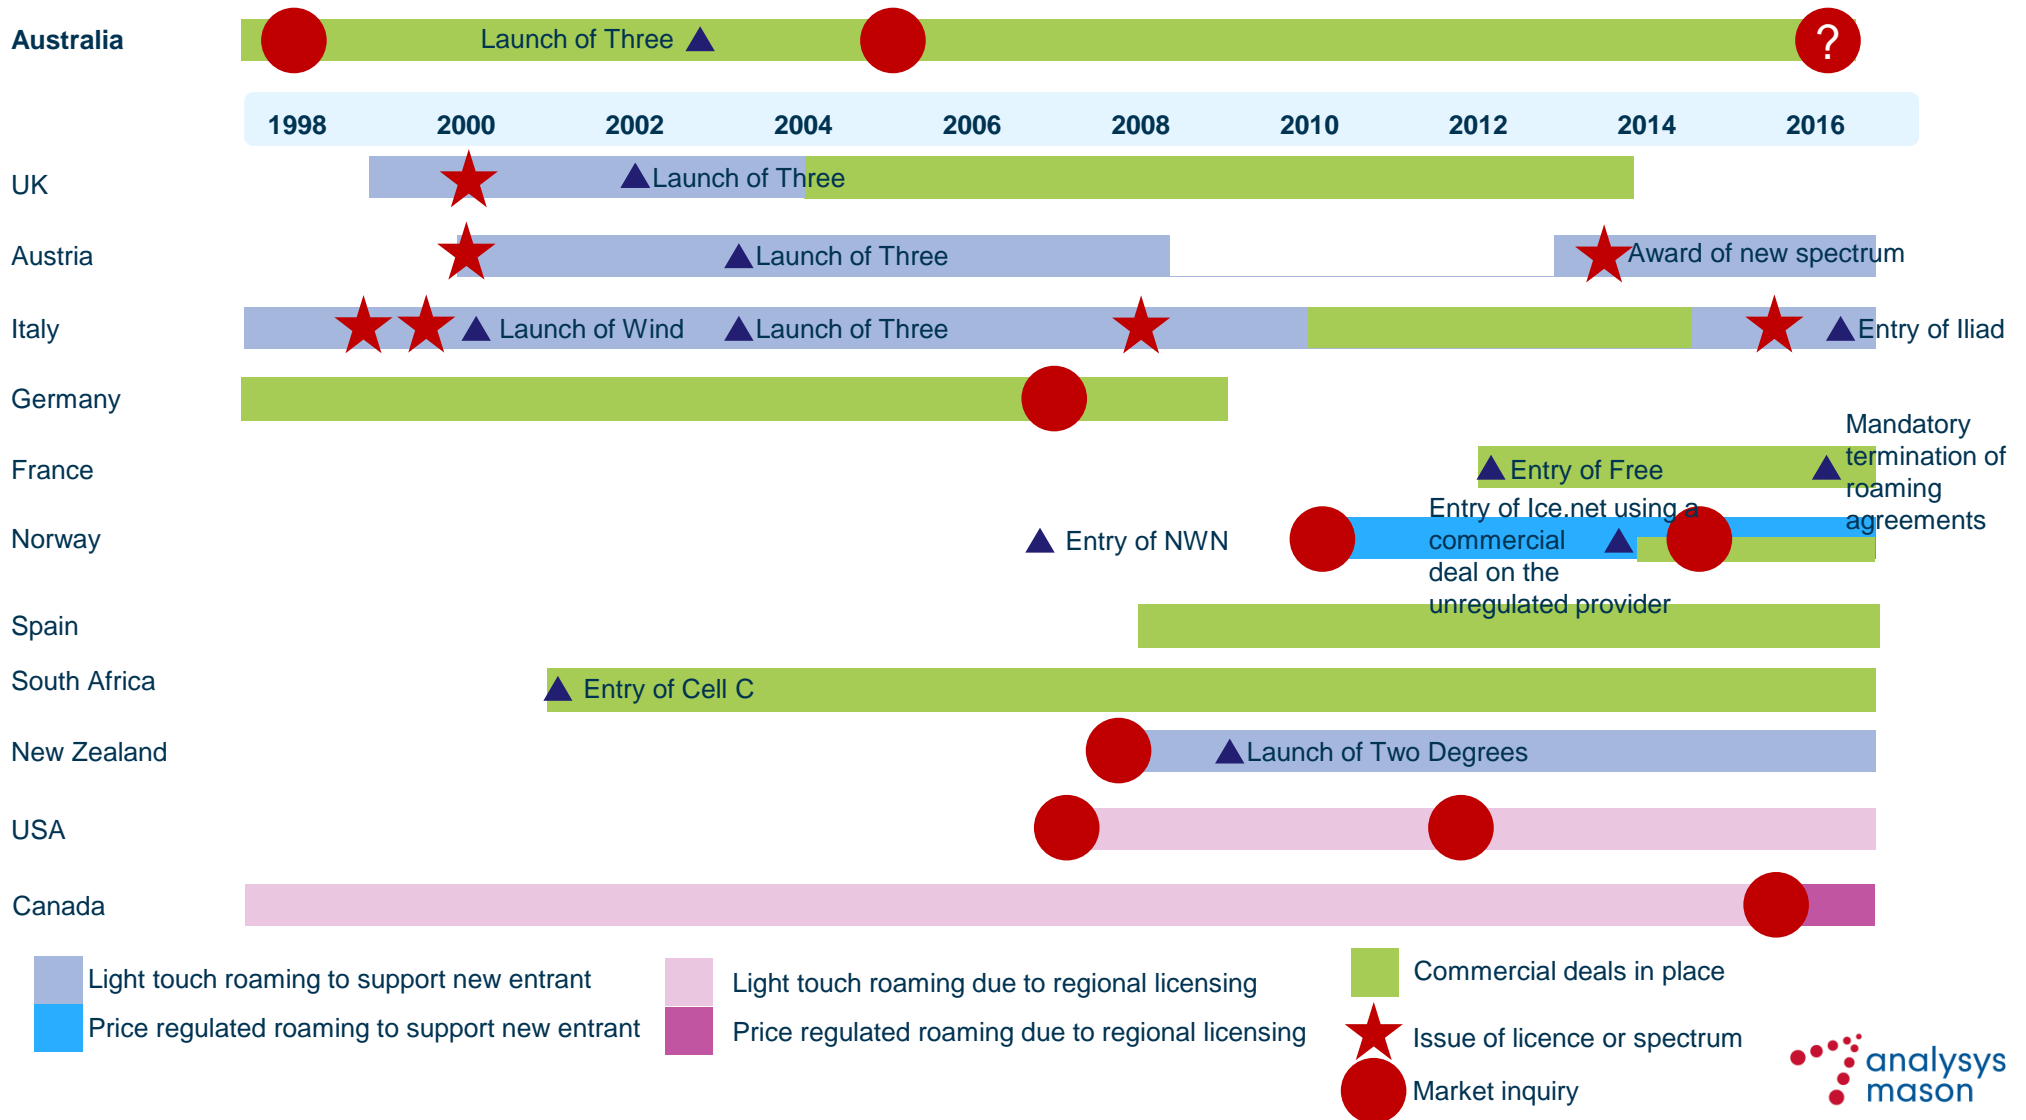 Australia
Launch of Three
?
1998 2000 2002 2004 2006 2008 2010 2012 2014 2016
UK
Launch of Three
Austria
Launch of Three
Award of new spectrum
Italy
Launch of Wind
Launch of Three
Entry of Iliad
Germany
France
Entry of Free
Mandatory
termination of
roaming
agreements
Norway
Entry of NWN
Entry of Ice.net using a
commercial
deal on the
unregulated provider
Spain
South Africa
Entry of Cell C
New Zealand
Launch of Two Degrees
USA
Canada
Light touch roaming to support new entrant
Price regulated roaming to support new entrant
Light touch roaming due to regional licensing
Price regulated roaming due to regional licensing
Commercial deals in place
Issue of licence or spectrum
Market inquiry
analysys
mason